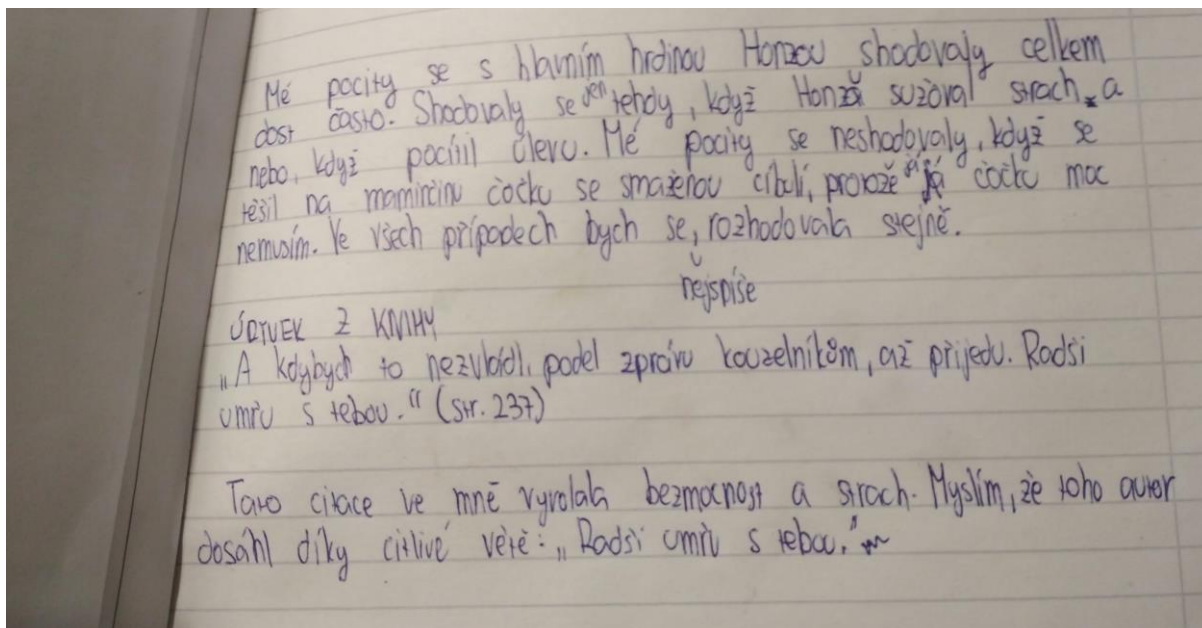 Mé pocity se s hlavním hrdinou Honzou shodovaly celkem
dost často. Shodovaly se jen tehdy, když Honzu sužoval strach a
nebo, když pocítil úlevu. Mé pocity se neshodovaly, když se
těšil na maminčinu čočku se smaženou cibulí, protože já čočku moc
nemusím. Ve všech případech bych se, rozhodovala stejně.
nejspíše
ÚRYVEK Z KNIHY
„A kdybych to nezvládl, podej zprávu kouzelníkům, až přijedu. Radši
umřu s tebou.“ (str. 237)
Tato citace ve mně vyvolala bezmocnost a strach. Myslím, že toho autor
dosáhl díky citlivé větě: „Radši umřu s tebou.“